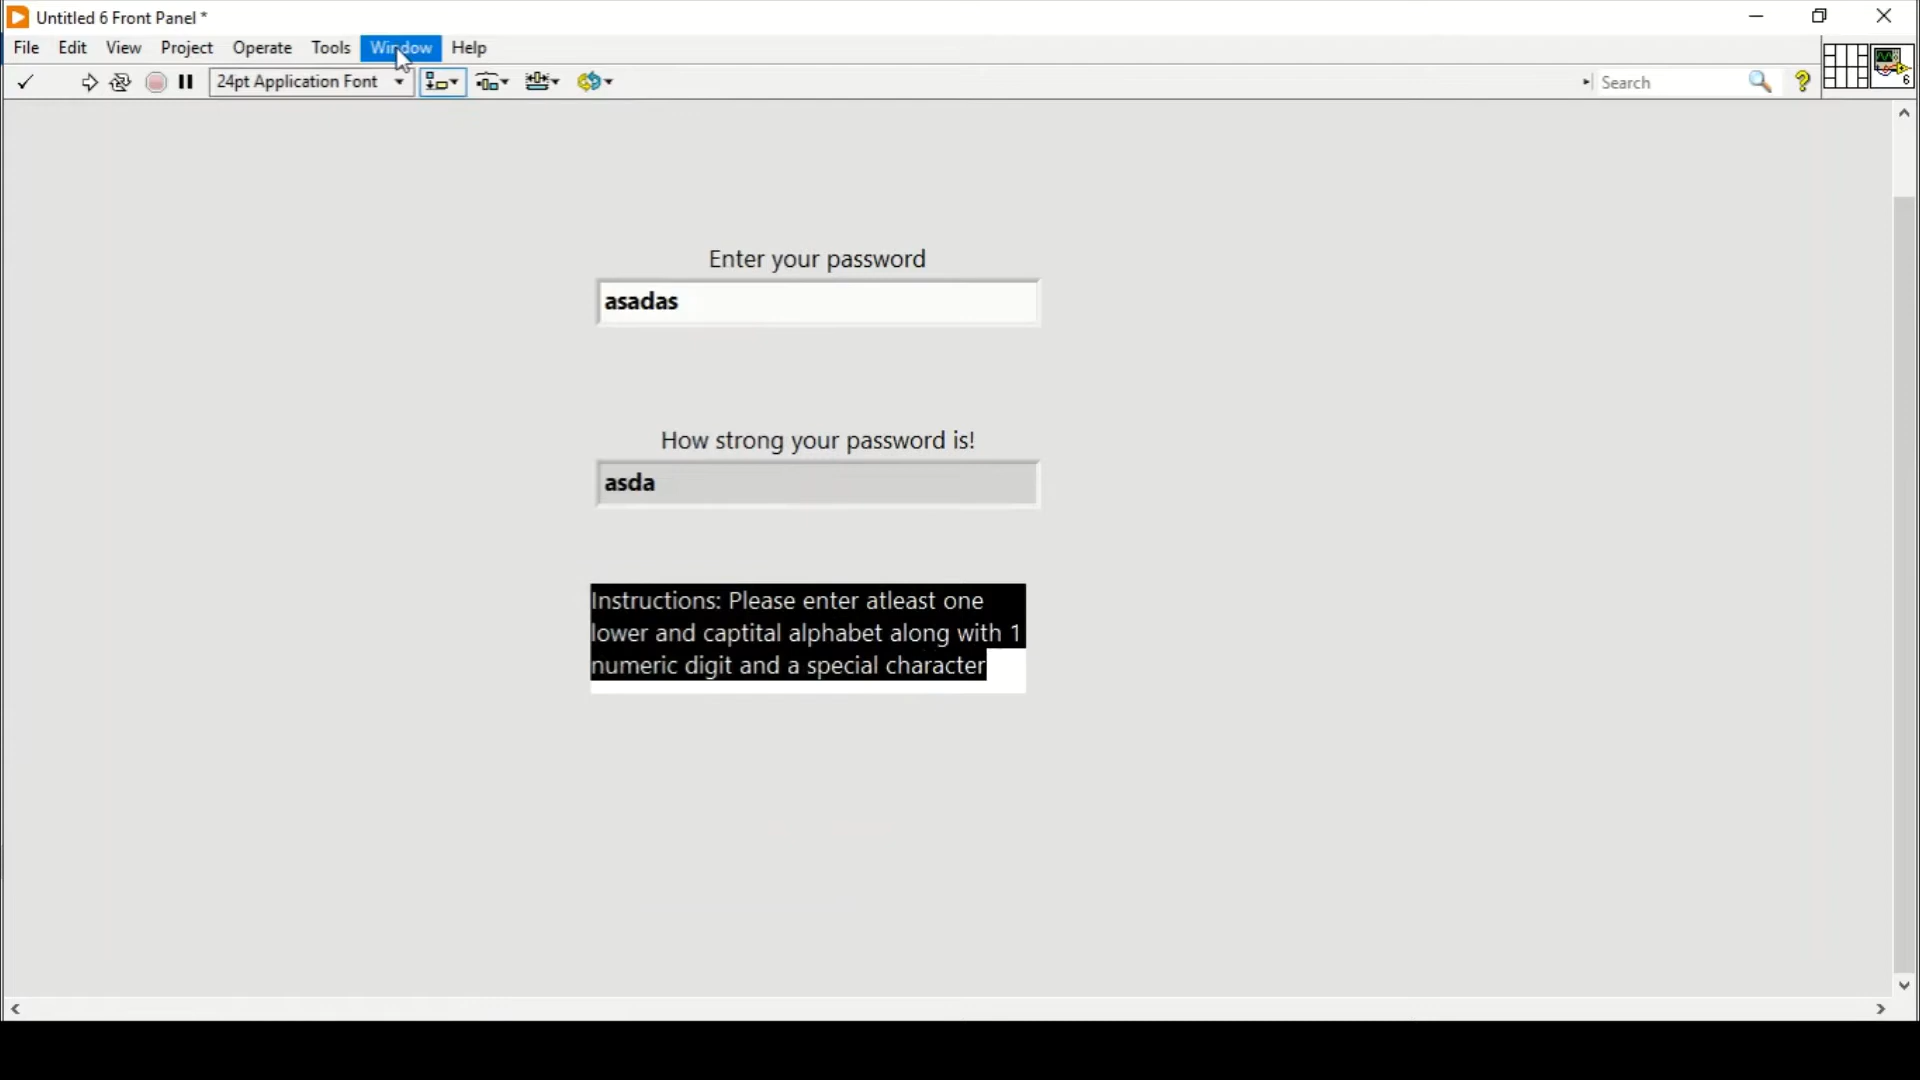 Untitled 6 Front Panel *
File Edit View Project Operate Tools Window Help
24pt Application Font
Search
?
6
Enter your password
asadas
How strong your password is!
asda
Instructions: Please enter atleast one
lower and captital alphabet along with 1
numeric digit and a special character